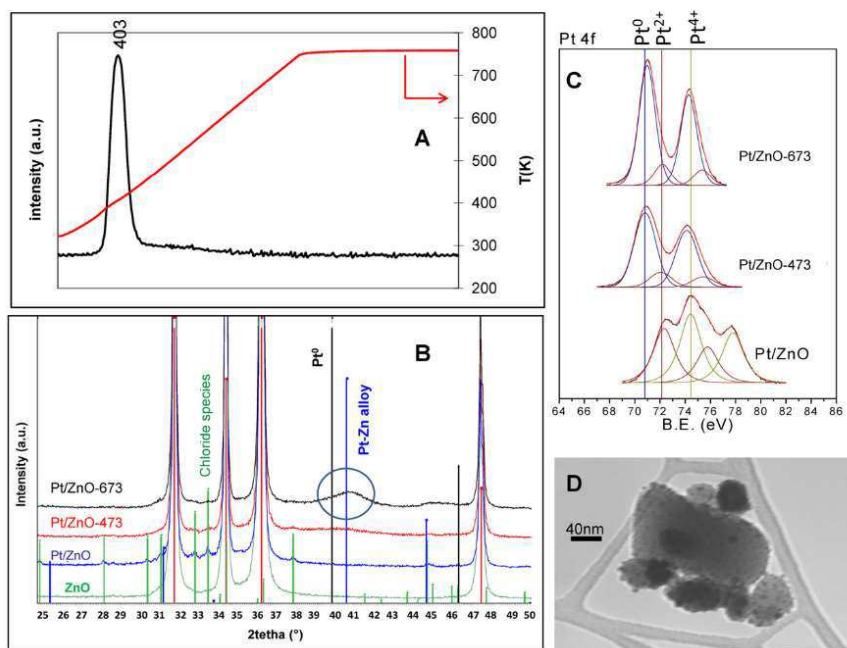 403
800
700
600
500
400
300
200
intensity (a.u.)
T(K)
A
Pt 4f
Pt⁰
Pt²⁺
Pt⁴⁺
C
Pt/ZnO-673
Pt/ZnO-473
Pt/ZnO
64 66 68 70 72 74 76 78 80 82 84 86
B.E. (eV)
B
Intensity (a.u.)
Chloride species
Pt⁰
Pt-Zn alloy
Pt/ZnO-673
Pt/ZnO-473
Pt/ZnO
ZnO
25 26 27 28 29 30 31 32 33 34 35 36 37 38 39 40 41 42 43 44 45 46 47 48 49 50
2tetha (°)
D
40nm